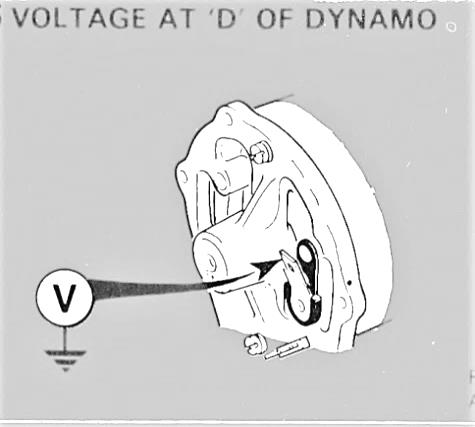 VOLTAGE AT 'D' OF DYNAMO
V